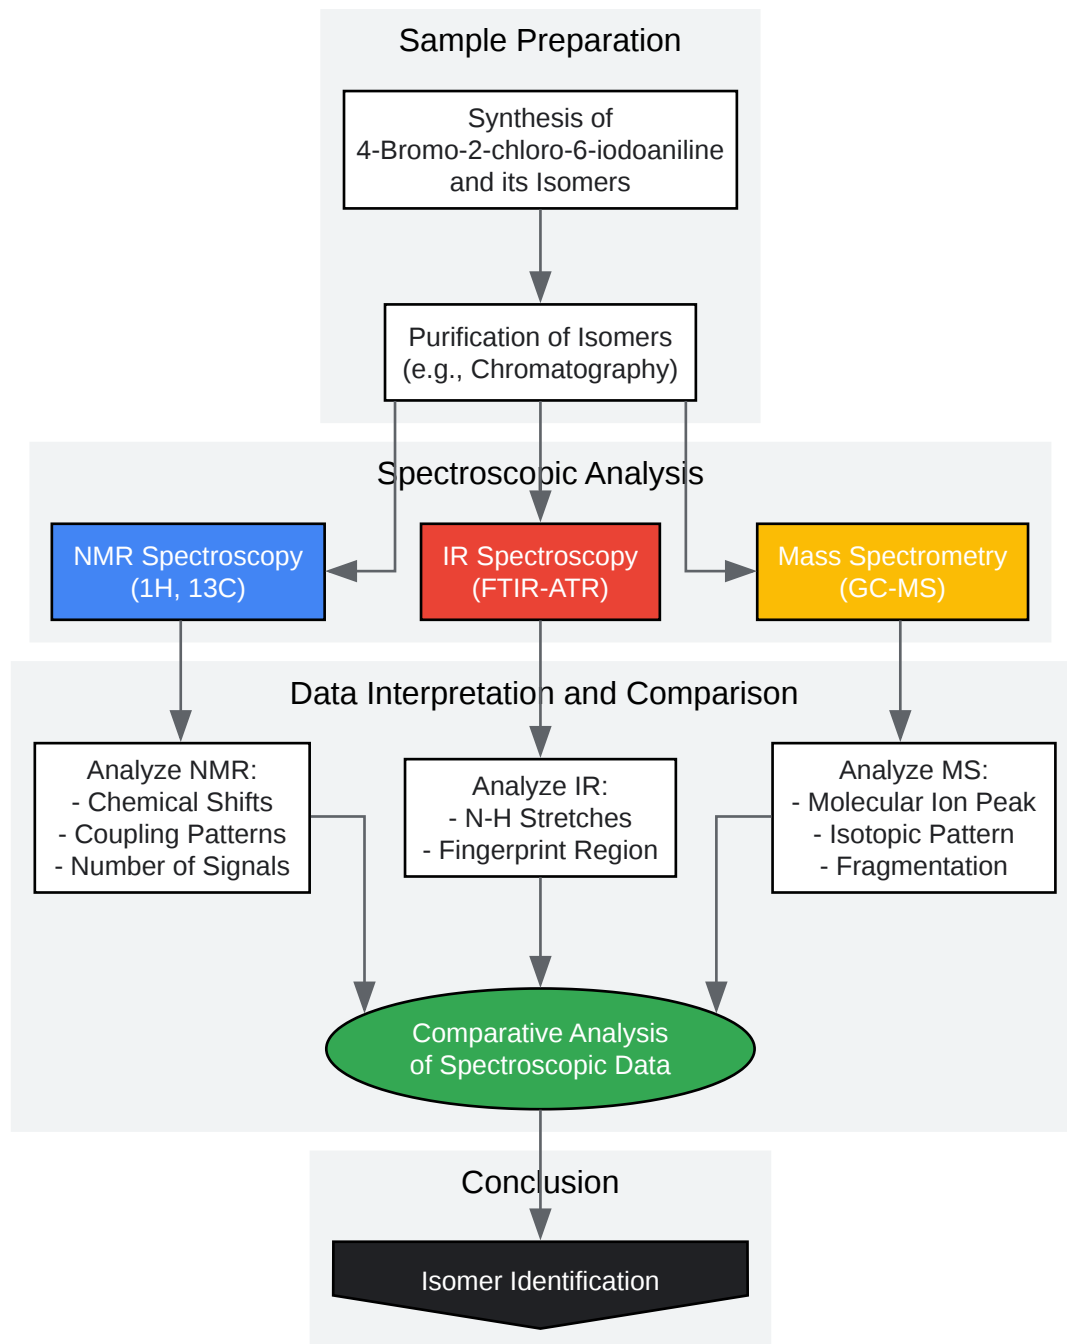 Sample Preparation
Synthesis of
4-Bromo-2-chloro-6-iodoaniline
and its Isomers
Purification of Isomers
(e.g., Chromatography)
Spectroscopic Analysis
NMR Spectroscopy
(1H, 13C)
IR Spectroscopy
(FTIR-ATR)
Mass Spectrometry
(GC-MS)
Data Interpretation and Comparison
Analyze NMR:
- Chemical Shifts
- Coupling Patterns
- Number of Signals
Analyze IR:
- N-H Stretches
- Fingerprint Region
Analyze MS:
- Molecular Ion Peak
- Isotopic Pattern
- Fragmentation
Comparative Analysis
of Spectroscopic Data
Conclusion
Isomer Identification